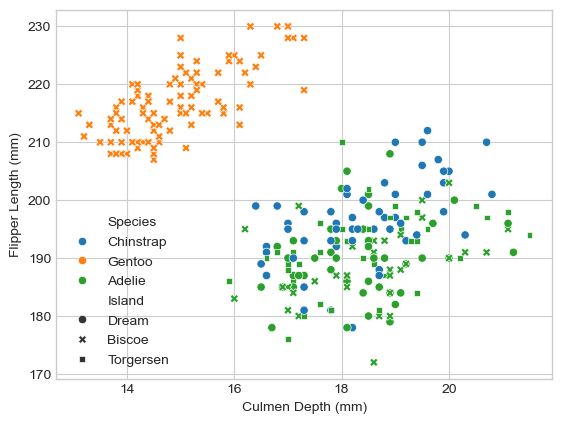 230
220
210
200
190
180
170
Flipper Length (mm)
Species
Chinstrap
Gentoo
Adelie
Island
Dream
Biscoe
Torgersen
14
16
18
20
Culmen Depth (mm)